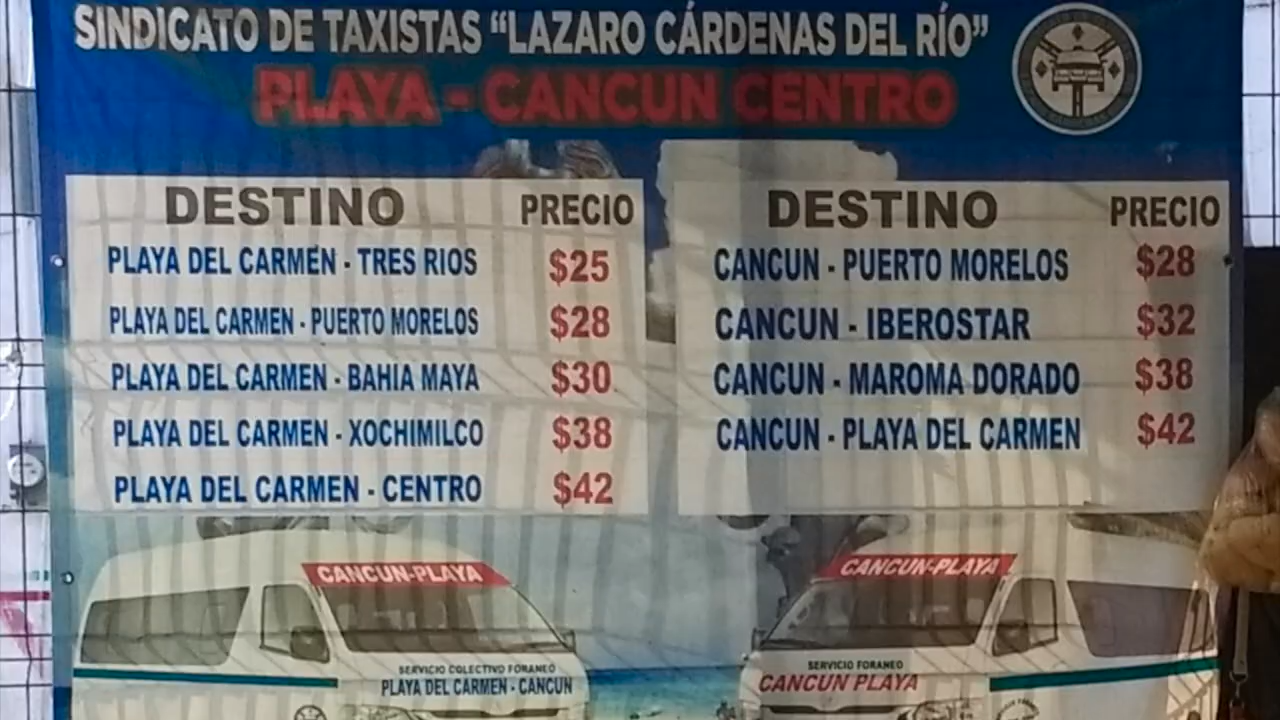 SINDICATO DE TAXISTAS “LAZARO CÁRDENAS DEL RÍO”
PLAYA - CANCUN CENTRO
DESTINO PRECIO
PLAYA DEL CARMEN - TRES RIOS $25
PLAYA DEL CARMEN - PUERTO MORELOS $28
PLAYA DEL CARMEN - BAHIA MAYA $30
PLAYA DEL CARMEN - XOCHIMILCO $38
PLAYA DEL CARMEN - CENTRO $42
DESTINO PRECIO
CANCUN - PUERTO MORELOS $28
CANCUN - IBEROSTAR $32
CANCUN - MAROMA DORADO $38
CANCUN - PLAYA DEL CARMEN $42
CANCUN-PLAYA
SERVICIO COLECTIVO FORANEO
PLAYA DEL CARMEN - CANCUN
CANCUN-PLAYA
SERVICIO FORANEO
CANCUN PLAYA